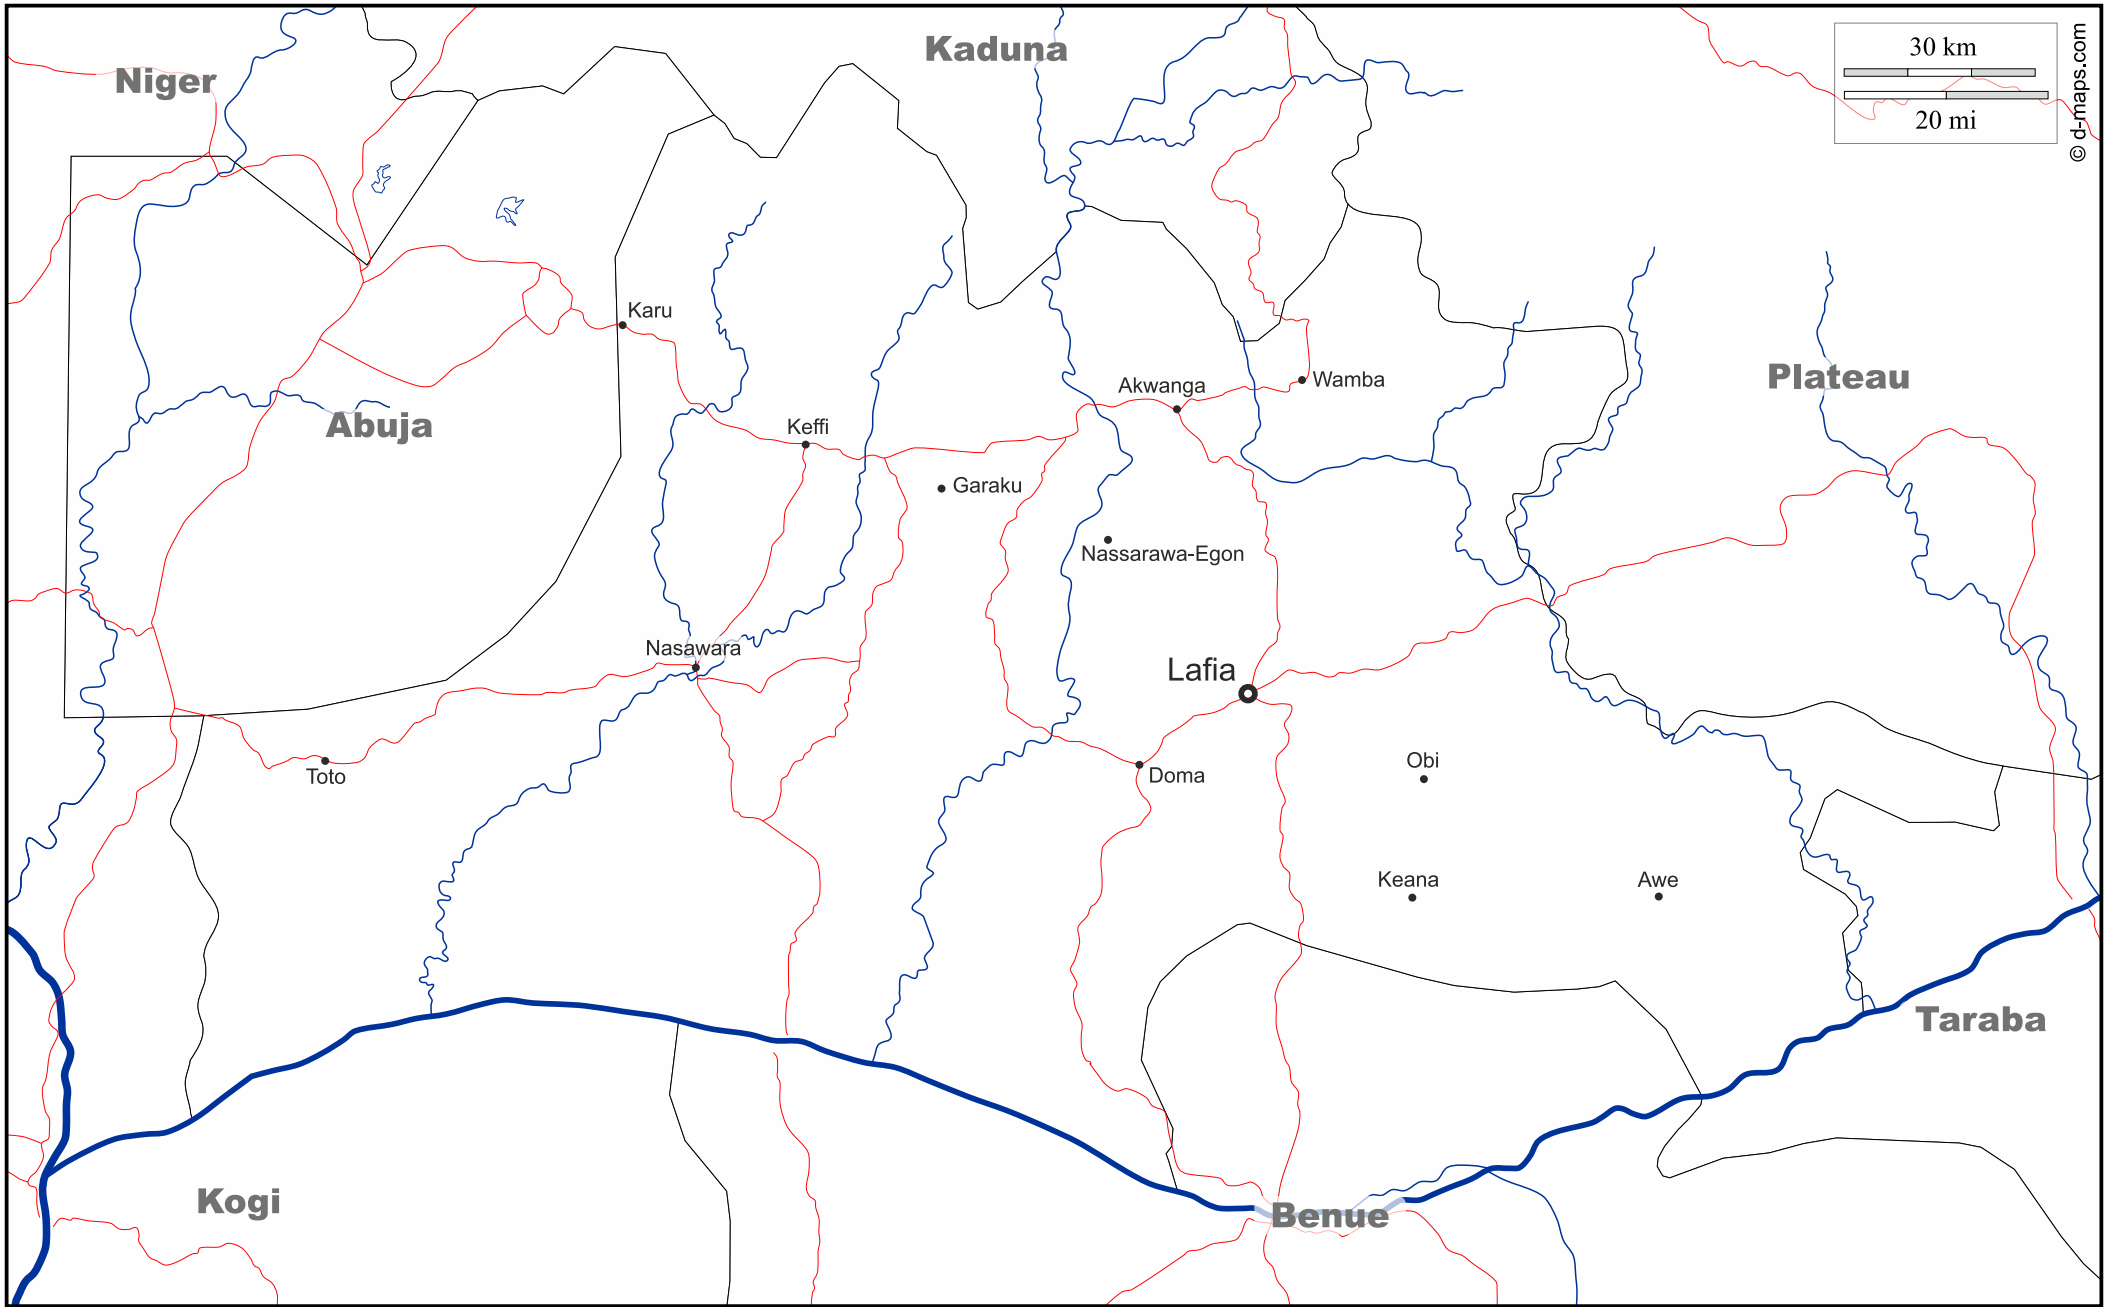 Kaduna
Niger
30 km
20 mi
© d-maps.com
Karu
Plateau
Akwanga
Wamba
Abuja
Keffi
Garaku
Nassarawa-Egon
Nasawara
Lafia
Toto
Doma
Obi
Keana
Awe
Taraba
Kogi
Benue